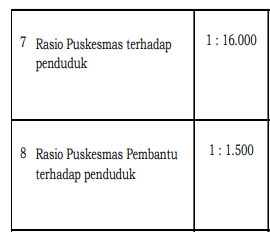 7 Rasio Puskesmas terhadap 1 : 16.000
penduduk
8 Rasio Puskesmas Pembantu 1 : 1.500
terhadap penduduk